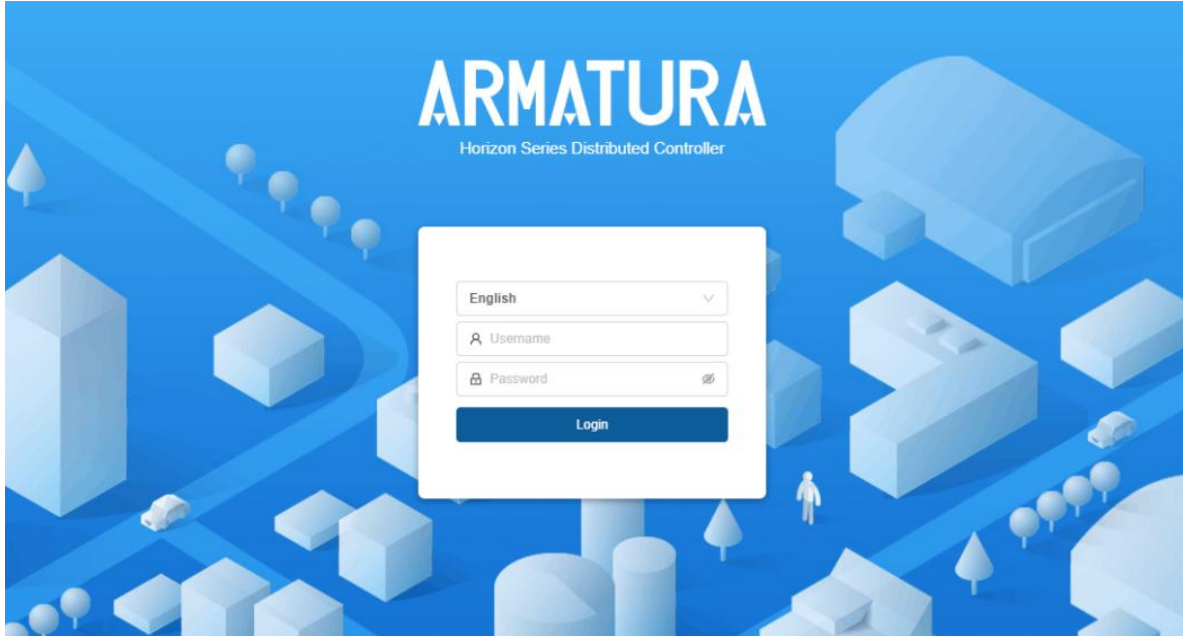 ARMATURA
Horizon Series Distributed Controller
English
Username
Password
Login